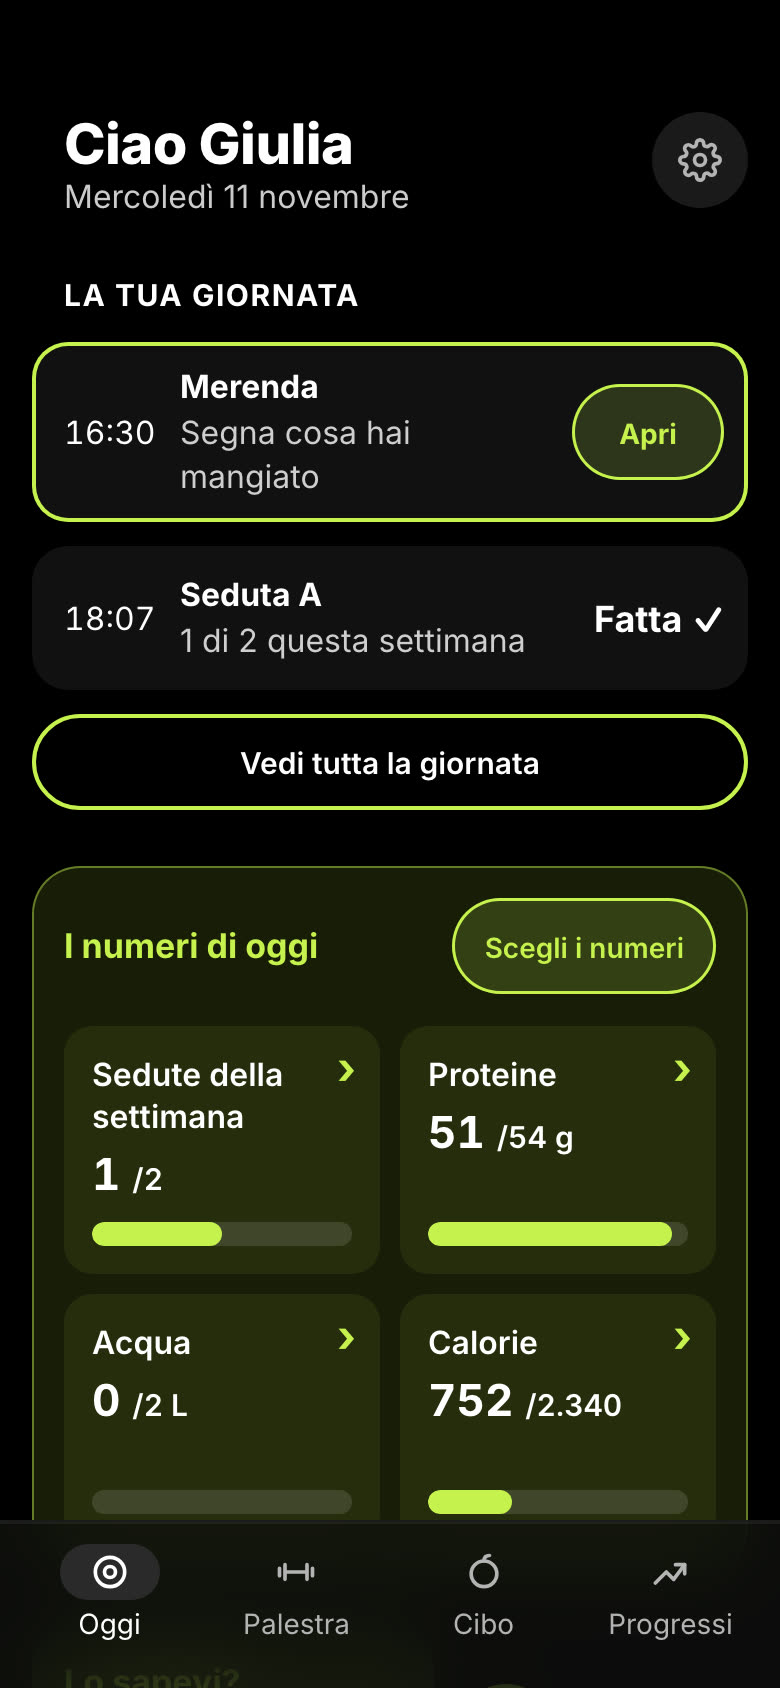 Ciao Giulia
Mercoledì 11 novembre
LA TUA GIORNATA
16:30
Merenda
Segna cosa hai
mangiato
Apri
18:07
Seduta A
1 di 2 questa settimana
Fatta ✓
Vedi tutta la giornata
I numeri di oggi
Scegli i numeri
Sedute della
settimana
1 /2
Proteine
51 /54 g
Acqua
0 /2 L
Calorie
752 /2.340
Oggi
Palestra
Cibo
Progressi
Lo sapevi?